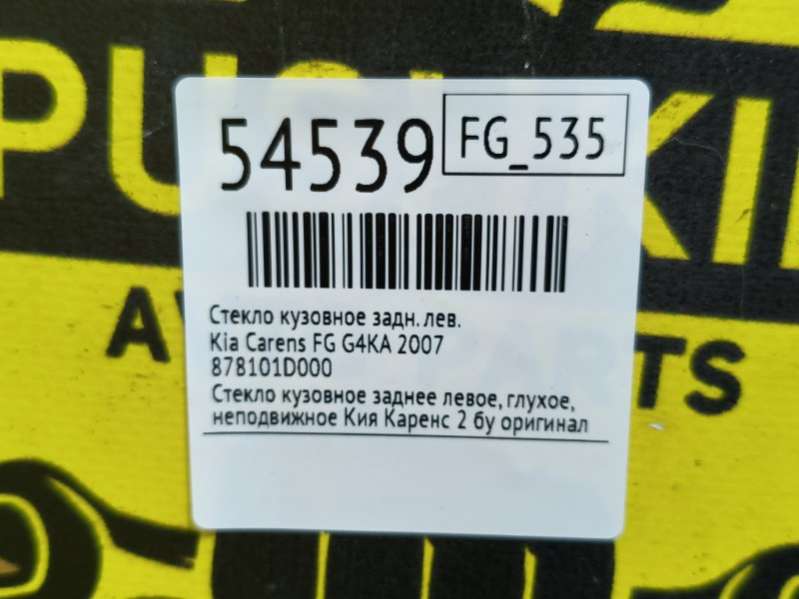 54539
FG_535
Стекло кузовное задн. лев.
Kia Carens FG G4KA 2007
878101D000
Стекло кузовное заднее левое, глухое,
неподвижное Кия Каренс 2 бу оригинал